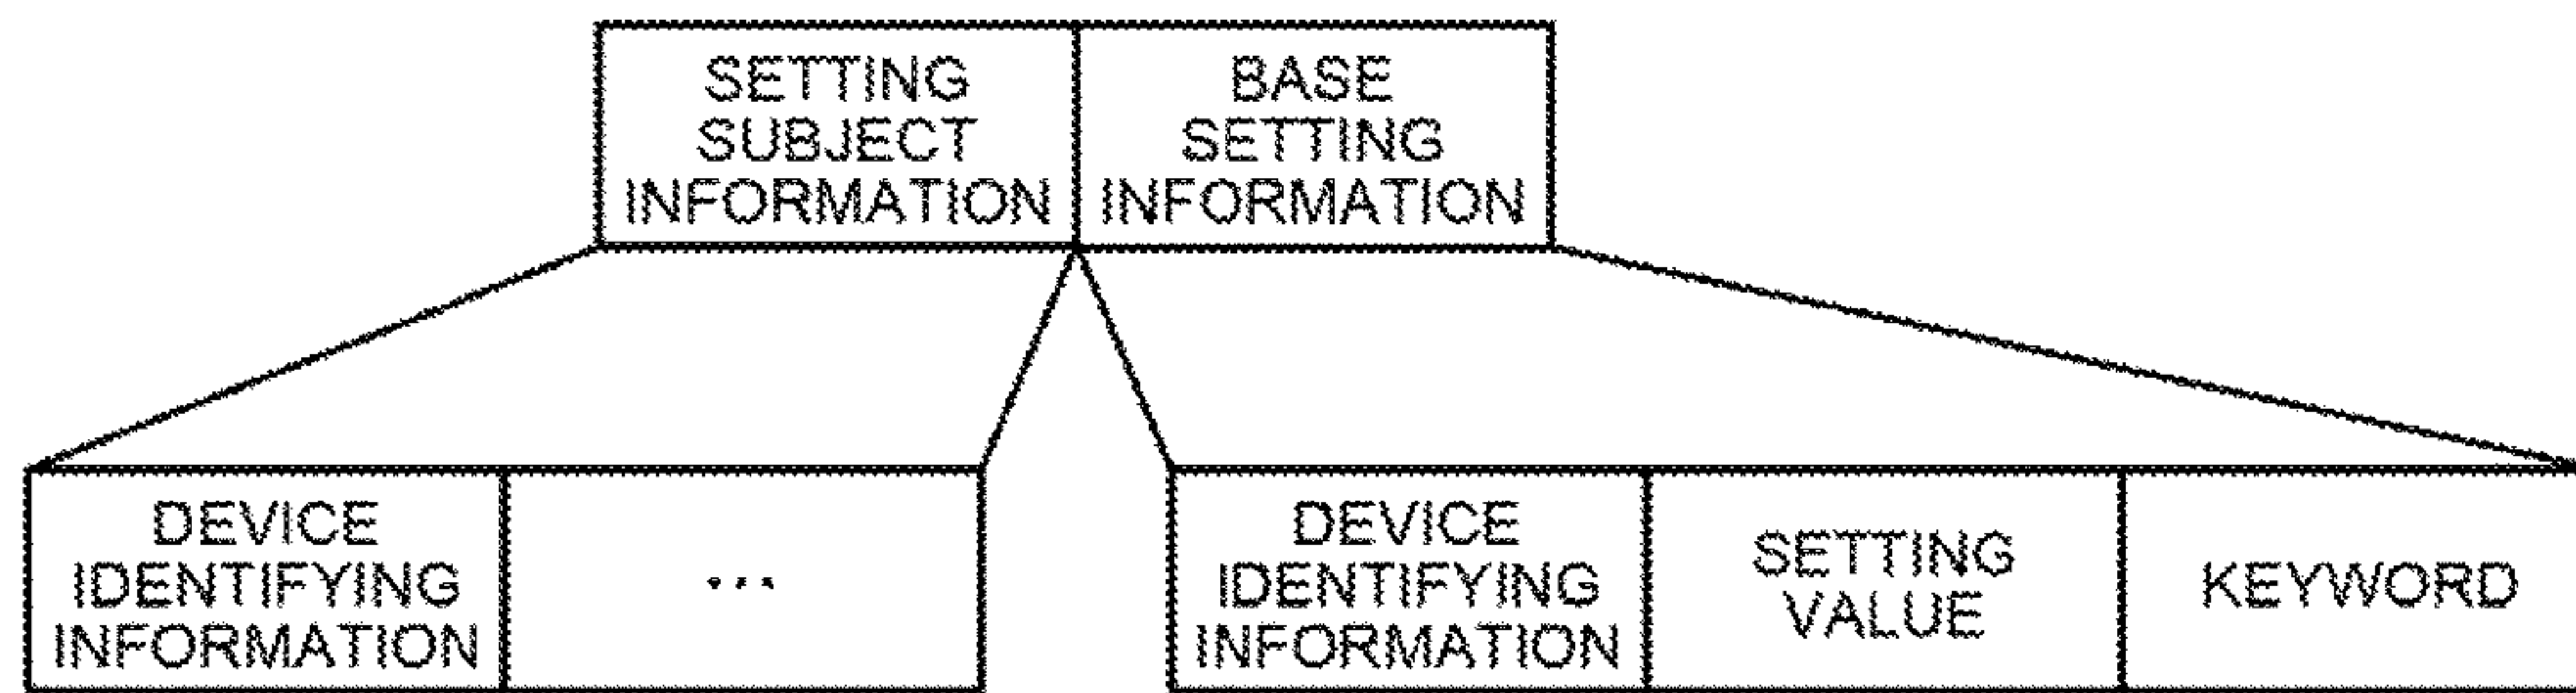 SETTING
SUBJECT
INFORMATION
BASE
SETTING
INFORMATION
DEVICE
IDENTIFYING
INFORMATION
...
DEVICE
IDENTIFYING
INFORMATION
SETTING
VALUE
KEYWORD